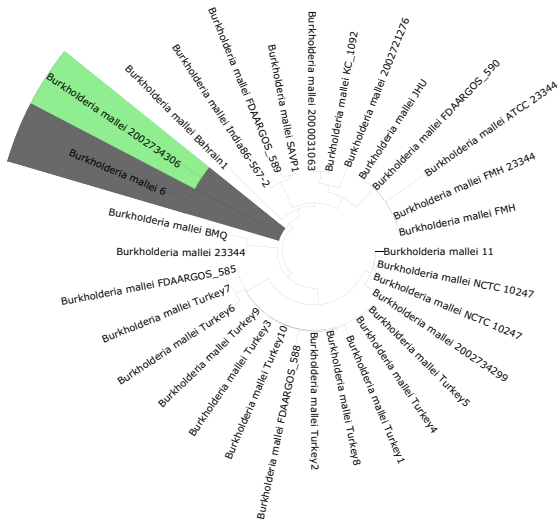 Burkholderia mallei 2002734306
Burkholderia mallei Bahrain1
Burkholderia mallei India86-567-2
Burkholderia mallei FDAARGOS_589
Burkholderia mallei SAVP1
Burkholderia mallei 2000031063
Burkholderia mallei KC_1092
Burkholderia mallei 2002721276
Burkholderia mallei JHU
Burkholderia mallei FDAARGOS_590
Burkholderia mallei ATCC 23344
Burkholderia mallei FMH 23344
Burkholderia mallei FMH
Burkholderia mallei 11
Burkholderia mallei NCTC 10247
Burkholderia mallei NCTC 10247
Burkholderia mallei 2002734299
Burkholderia mallei Turkey5
Burkholderia mallei Turkey4
Burkholderia mallei Turkey1
Burkholderia mallei Turkey8
Burkholderia mallei Turkey2
Burkholderia mallei FDAARGOS_588
Burkholderia mallei Turkey10
Burkholderia mallei Turkey3
Burkholderia mallei Turkey9
Burkholderia mallei Turkey6
Burkholderia mallei Turkey7
Burkholderia mallei FDAARGOS_585
Burkholderia mallei 23344
Burkholderia mallei BMQ
Burkholderia mallei 6